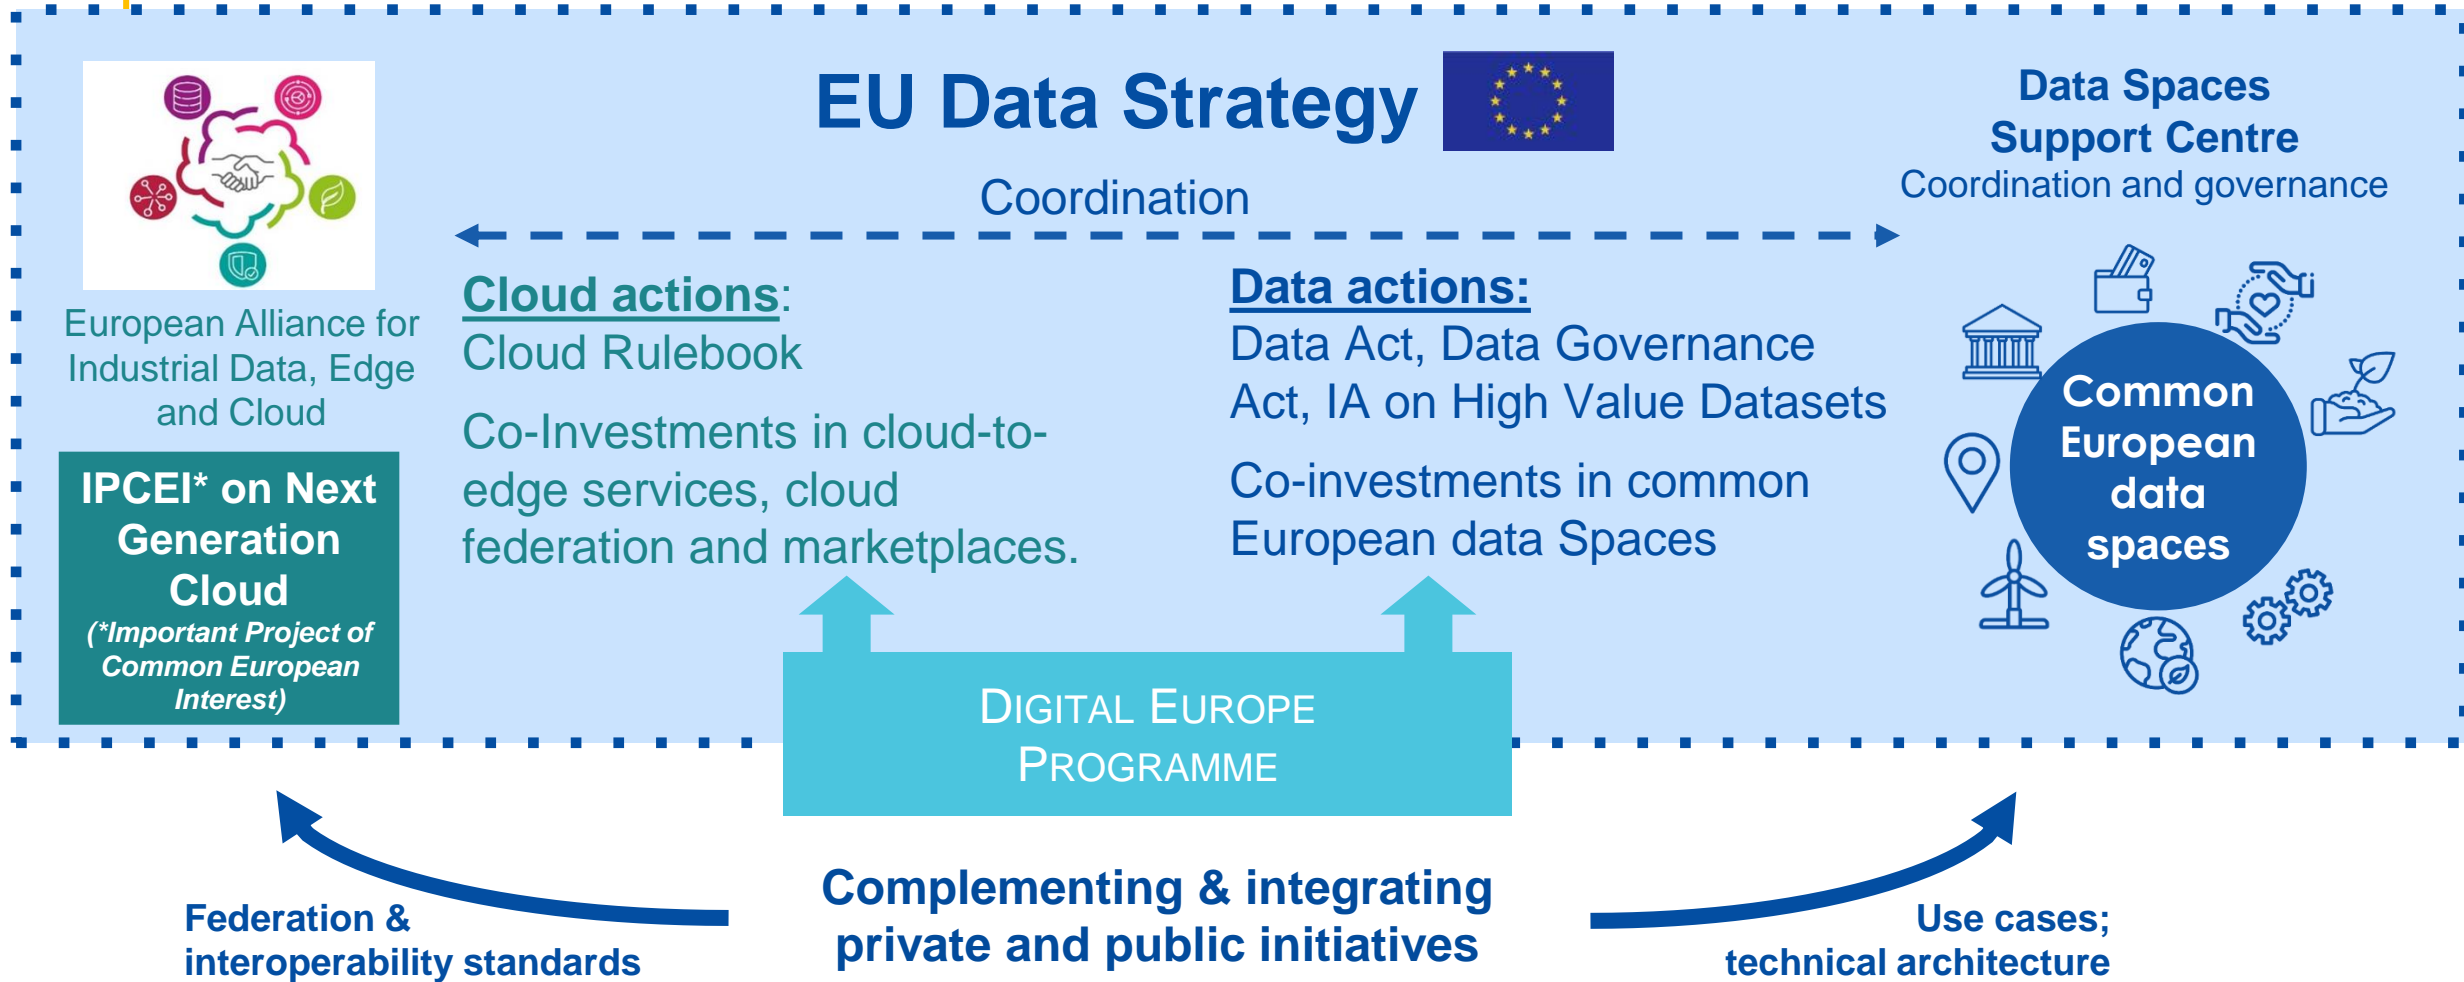 EU Data Strategy
Coordination
European Alliance for
Industrial Data, Edge
and Cloud
IPCEI* on Next
Generation
Cloud
(*Important Project of
Common European
Interest)
Cloud actions:
Cloud Rulebook
Co-Investments in cloud-to-
edge services, cloud
federation and marketplaces.
Data actions:
Data Act, Data Governance
Act, IA on High Value Datasets
Co-investments in common
European data Spaces
Data Spaces
Support Centre
Coordination and governance
Common
European
data
spaces
DIGITAL EUROPE
PROGRAMME
Federation &
interoperability standards
Complementing & integrating
private and public initiatives
Use cases;
technical architecture